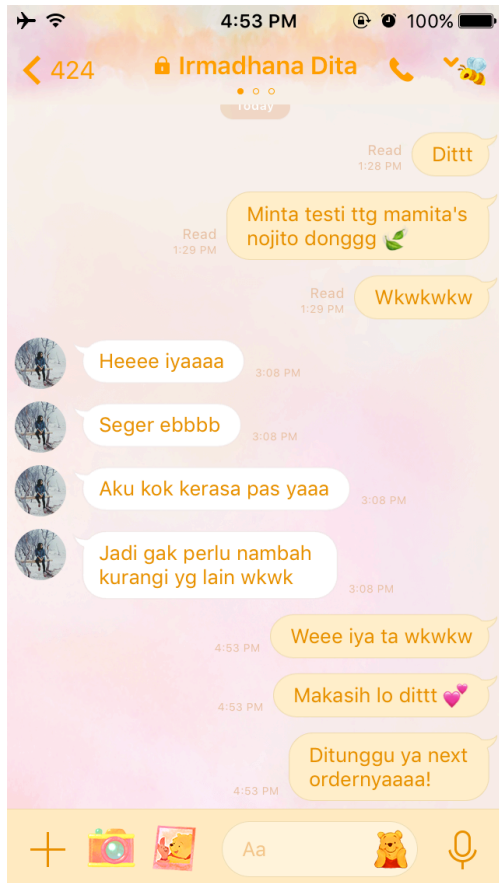 4:53 PM
100%
424
Irmadhana Dita
Today
Read
1:28 PM
Dittt
Read
1:29 PM
Minta testi ttg mamita's
nojito donggg
Read
1:29 PM
Wkwkwkw
Heeee iyaaaa
3:08 PM
Seger ebbbb
3:08 PM
Aku kok kerasa pas yaaa
3:08 PM
Jadi gak perlu nambah
kurangi yg lain wkwk
3:08 PM
4:53 PM
Weee iya ta wkwkw
4:53 PM
Makasih lo dittt 💕
4:53 PM
Ditunggu ya next
ordernyaaaa!
Aa